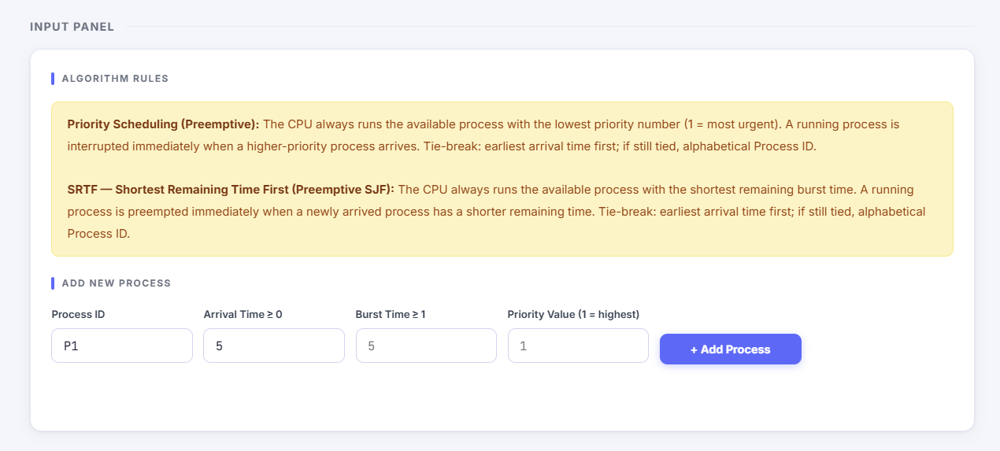 INPUT PANEL
ALGORITHM RULES
Priority Scheduling (Preemptive): The CPU always runs the available process with the lowest priority number (1 = most urgent). A running process is
interrupted immediately when a higher-priority process arrives. Tie-break: earliest arrival time first; if still tied, alphabetical Process ID.
SRTF — Shortest Remaining Time First (Preemptive SJF): The CPU always runs the available process with the shortest remaining burst time. A running
process is preempted immediately when a newly arrived process has a shorter remaining time. Tie-break: earliest arrival time first; if still tied, alphabetical
Process ID.
ADD NEW PROCESS
Process ID Arrival Time ≥ 0 Burst Time ≥ 1 Priority Value (1 = highest)
P1 5 5 1 + Add Process